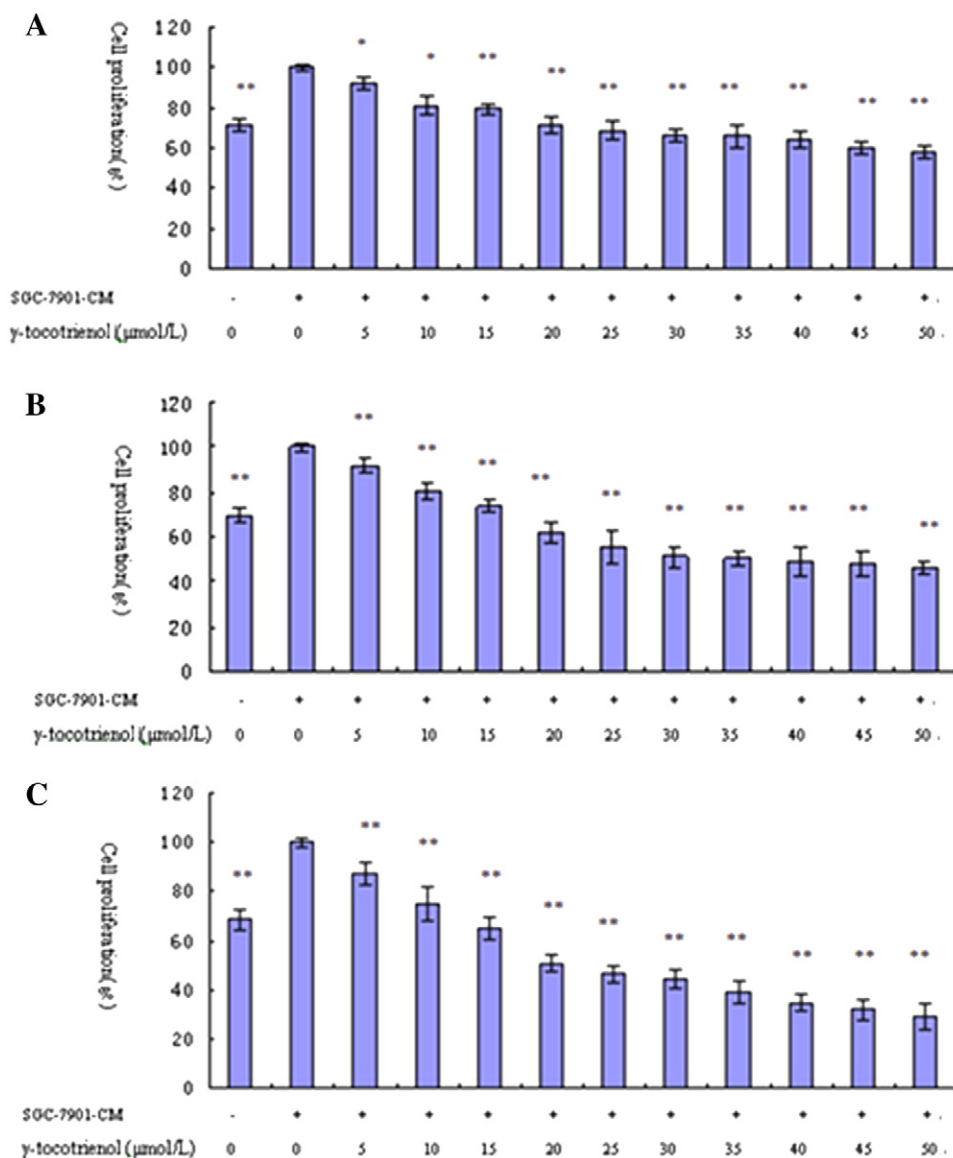 A
120
100
80
60
40
20
0
Cell proliferation(%)
* * * * * * * * * * * * * * * * * * * *
SGC-7901-CM - + + + + + + + + + + +
γ-tocotrienol (μmol/L) 0 0 5 10 15 20 25 30 35 40 45 50
B
120
100
80
60
40
20
0
Cell proliferation(%)
** ** ** ** ** ** ** ** ** ** **
SGC-7901-CM - + + + + + + + + + + +
γ-tocotrienol (μmol/L) 0 0 5 10 15 20 25 30 35 40 45 50
C
120
100
80
60
40
20
0
Cell proliferation(%)
** ** ** ** ** ** ** ** ** ** **
SGC-7901-CM - + + + + + + + + + + +
γ-tocotrienol (μmol/L) 0 0 5 10 15 20 25 30 35 40 45 50